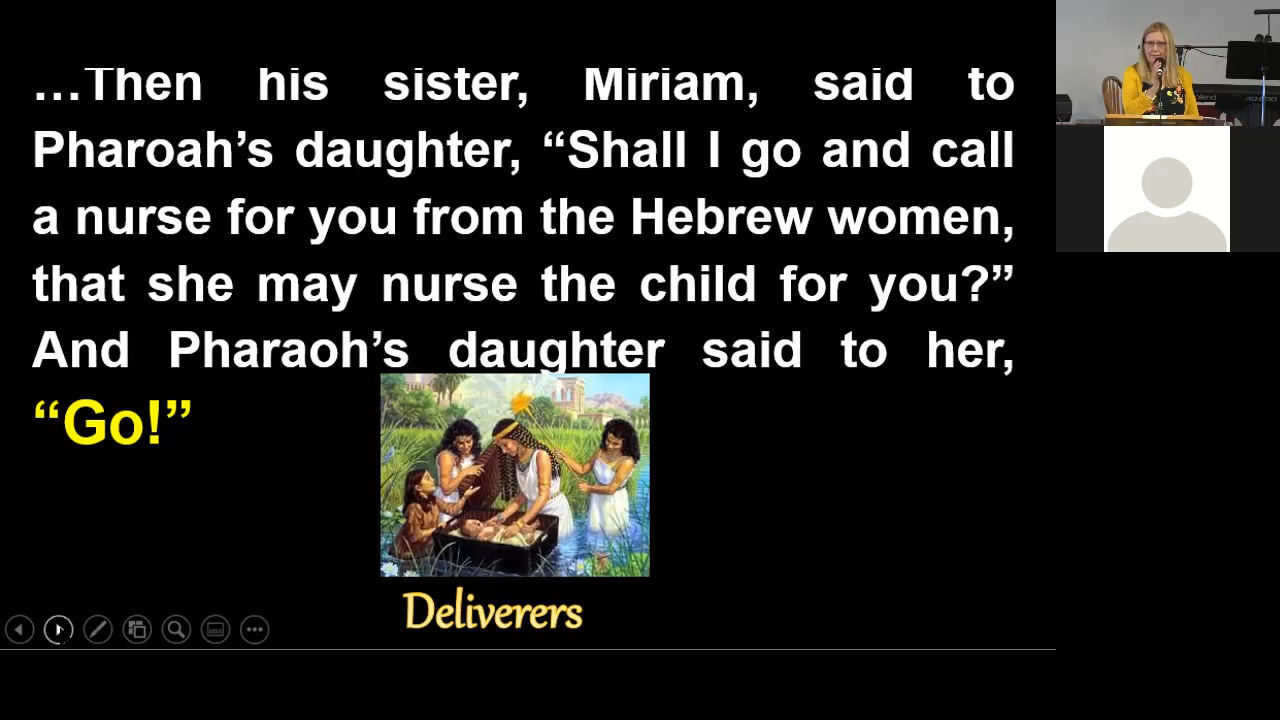 …Then his sister, Miriam, said to
Pharoah’s daughter, “Shall I go and call
a nurse for you from the Hebrew women,
that she may nurse the child for you?”
And Pharaoh’s daughter said to her,
“Go!”
Deliverers
Roland